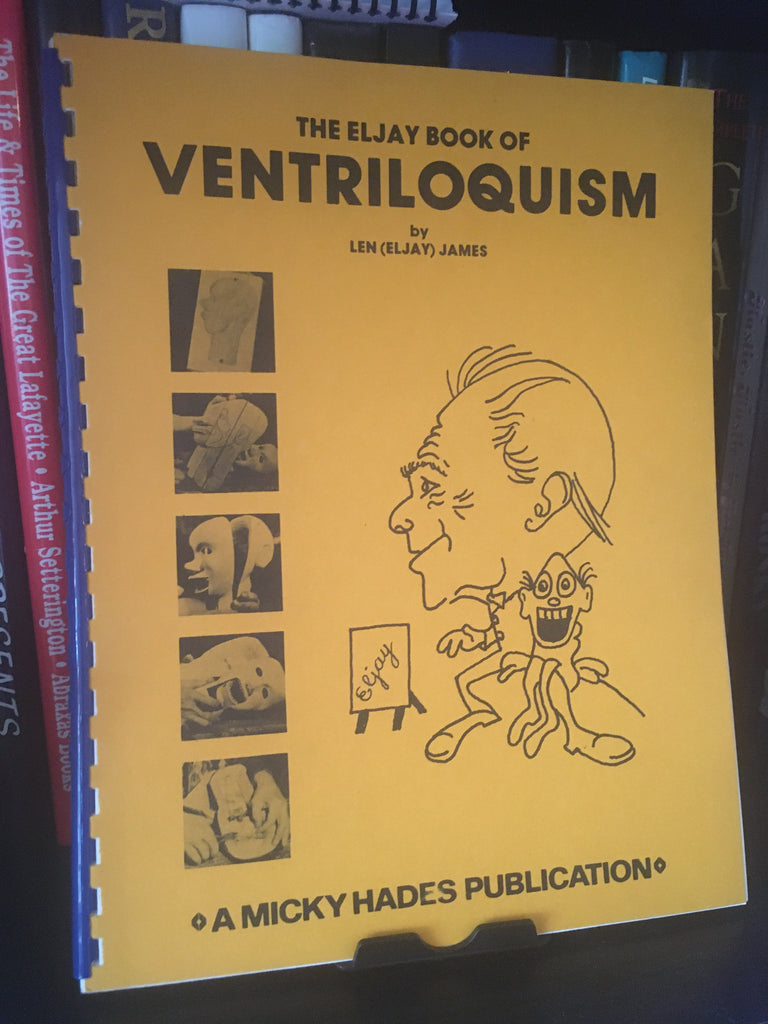 THE ELJAY BOOK OF
VENTRILOQUISM
by
LEN (ELJAY) JAMES
Eljay
A MICKY HADES PUBLICATION
The Life & Times of The Great Lafayette • Arthur Setterington • Abraxas Books